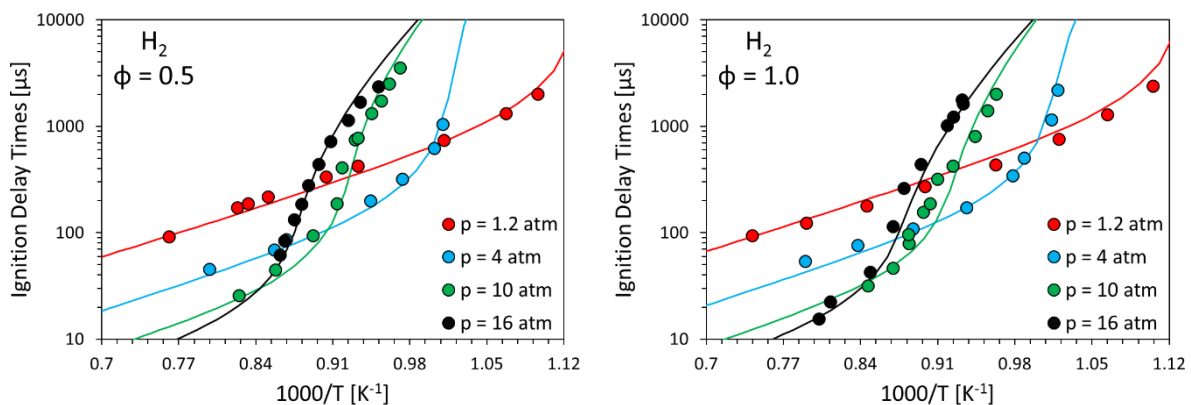 H₂
ϕ = 0.5
Ignition Delay Times [µs]
10000
1000
100
10
p = 1.2 atm
p = 4 atm
p = 10 atm
p = 16 atm
0.7 0.77 0.84 0.91 0.98 1.05 1.12
1000/T [K⁻¹]
H₂
ϕ = 1.0
Ignition Delay Times [µs]
10000
1000
100
10
p = 1.2 atm
p = 4 atm
p = 10 atm
p = 16 atm
0.7 0.77 0.84 0.91 0.98 1.05 1.12
1000/T [K⁻¹]